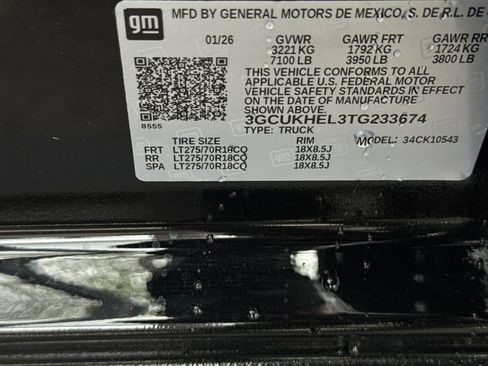 gm
MFD BY GENERAL MOTORS DE MEXICO, S. DE R.L. DE C
01/26 GVWR GAWR FRT GAWR RR
3221 KG 1792 KG 1724 KG
7100 LB 3950 LB 3800 LB
THIS VEHICLE CONFORMS TO ALL
APPLICABLE U.S. FEDERAL MOTOR
VEHICLE SAFETY STANDARDS IN EFFECT
ON THE DATE OF MANUFACTURE
SHOWN ABOVE.
3GCUKHEL3TG233674
8555 TYPE: TRUCK MODEL: 34CK10543
TIRE SIZE RIM
FRT LT275/70R18CQ 18X8.5J
RR LT275/70R18CQ 18X8.5J
SPA LT275/70R18CQ 18X8.5J